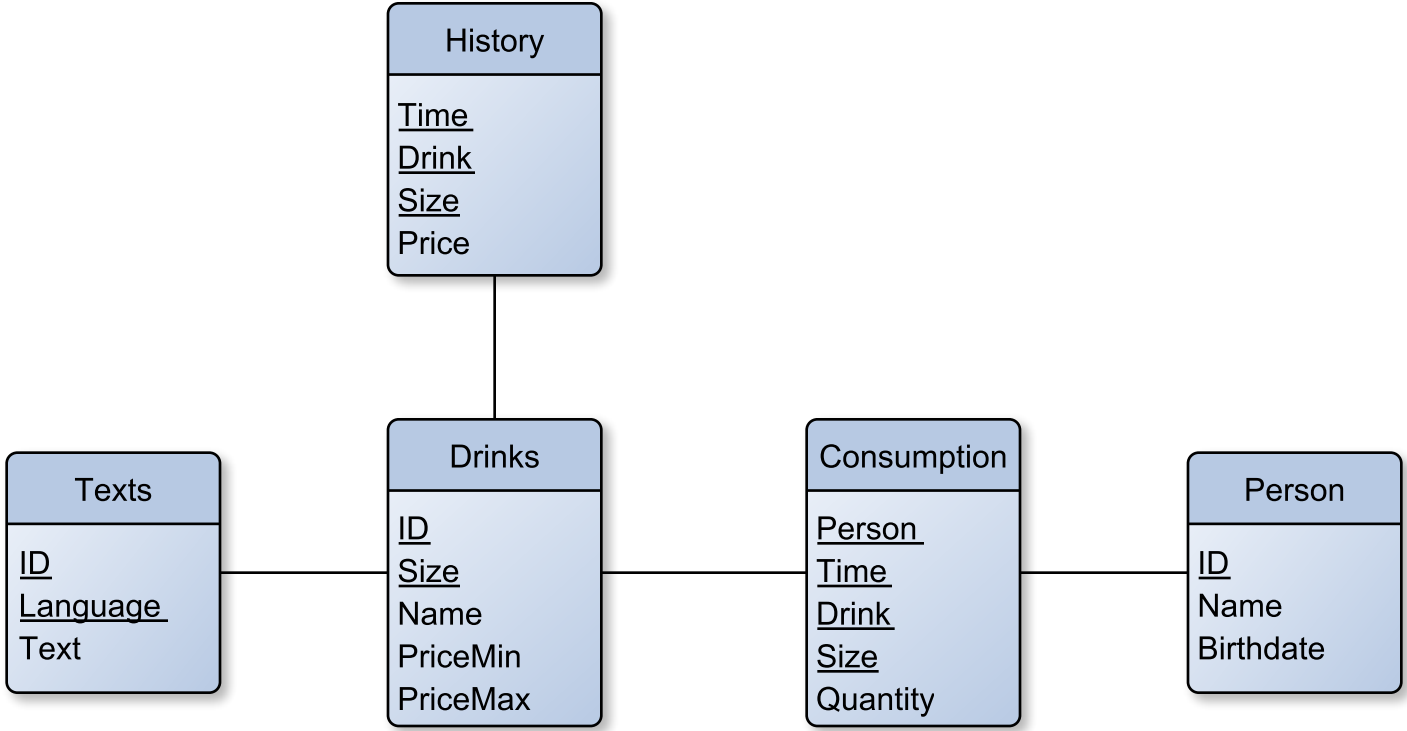 History
Time
Drink
Size
Price
Texts
ID
Language
Text
Drinks
ID
Size
Name
PriceMin
PriceMax
Consumption
Person
Time
Drink
Size
Quantity
Person
ID
Name
Birthdate